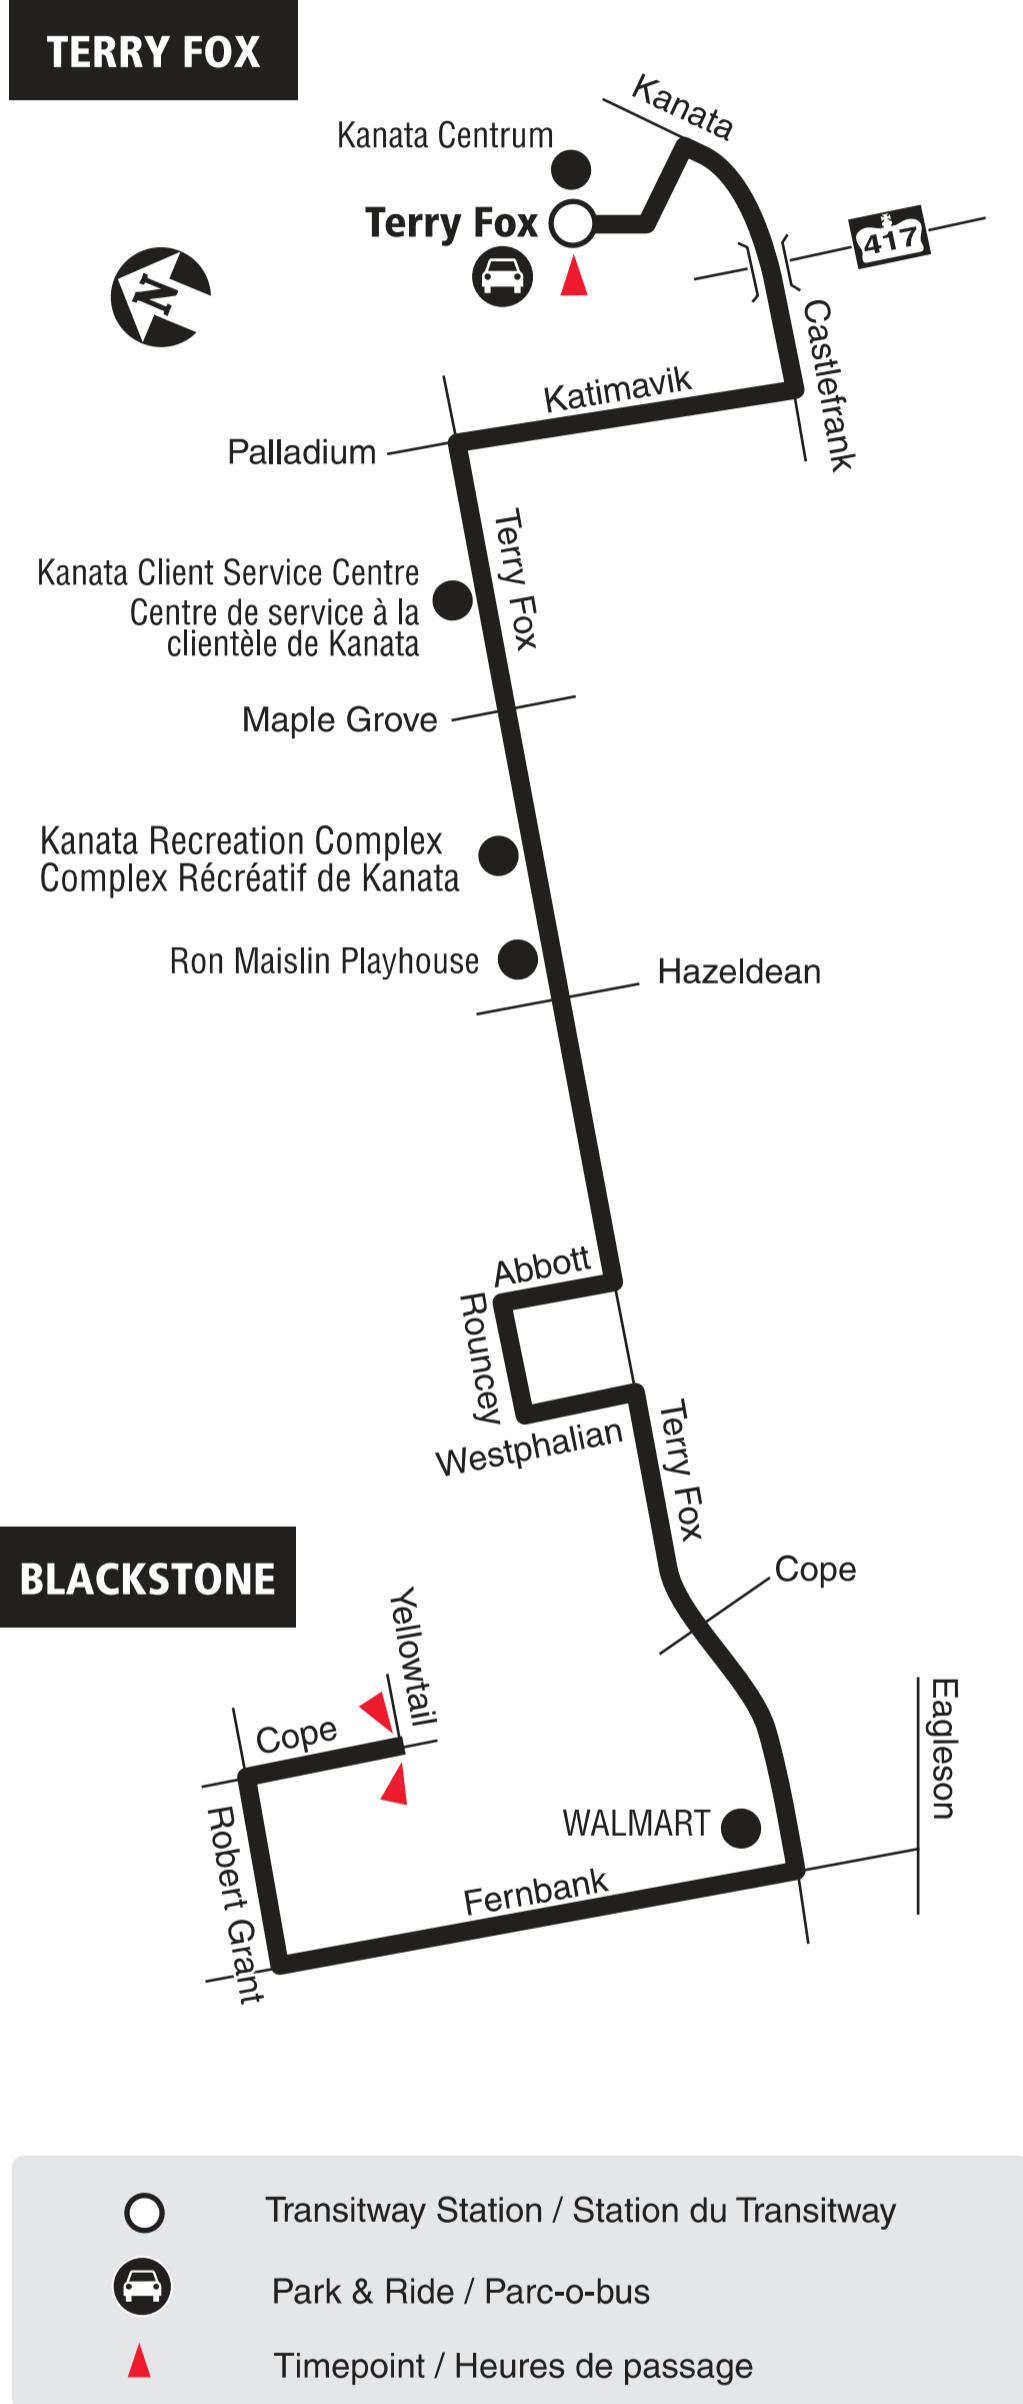 TERRY FOX
Kanata
Kanata Centrum
Terry Fox
417
N
Castlefrank
Katimavik
Palladium
Terry Fox
Kanata Client Service Centre
Centre de service à la
clientèle de Kanata
Maple Grove
Kanata Recreation Complex
Complex Récréatif de Kanata
Ron Maislin Playhouse
Hazeldean
Abbott
Rouncey
Westphalian
Terry Fox
BLACKSTONE
Cope
Yellowtail
Cope
Eagleson
Robert Grant
WALMART
Fernbank
Transitway Station / Station du Transitway
Park & Ride / Parc-o-bus
Timepoint / Heures de passage